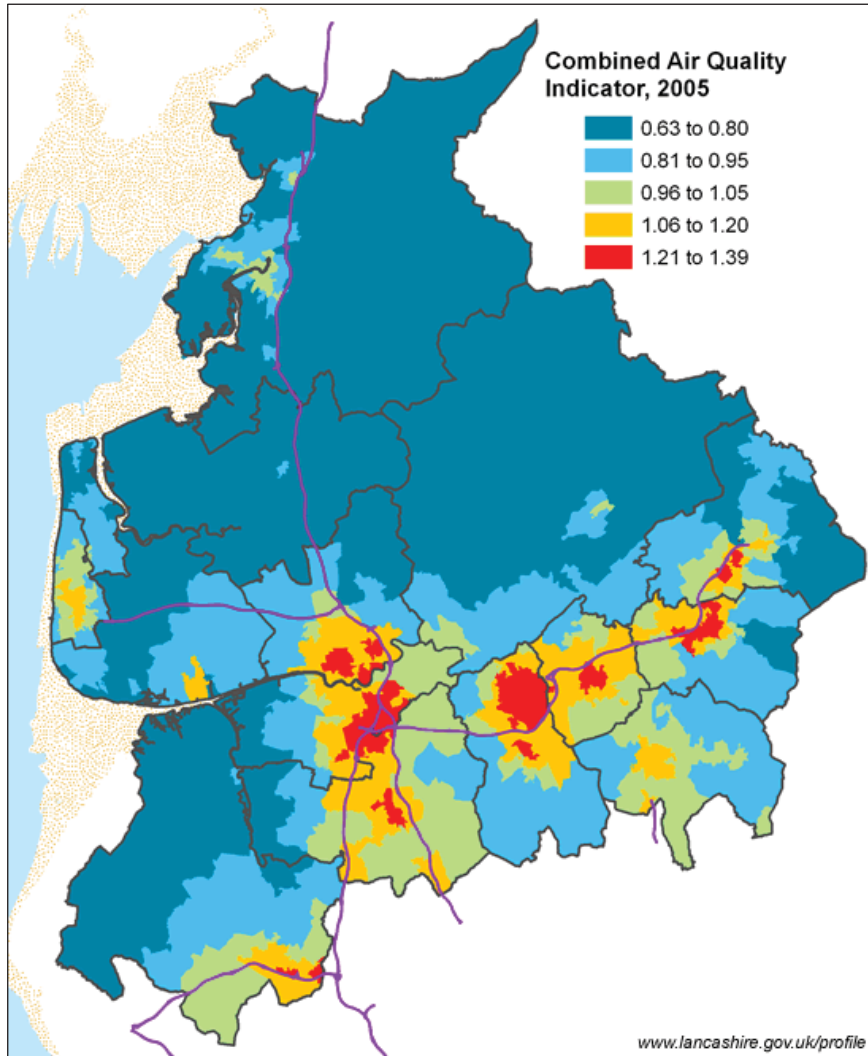 Combined Air Quality
Indicator, 2005
0.63 to 0.80
0.81 to 0.95
0.96 to 1.05
1.06 to 1.20
1.21 to 1.39
www.lancashire.gov.uk/profile